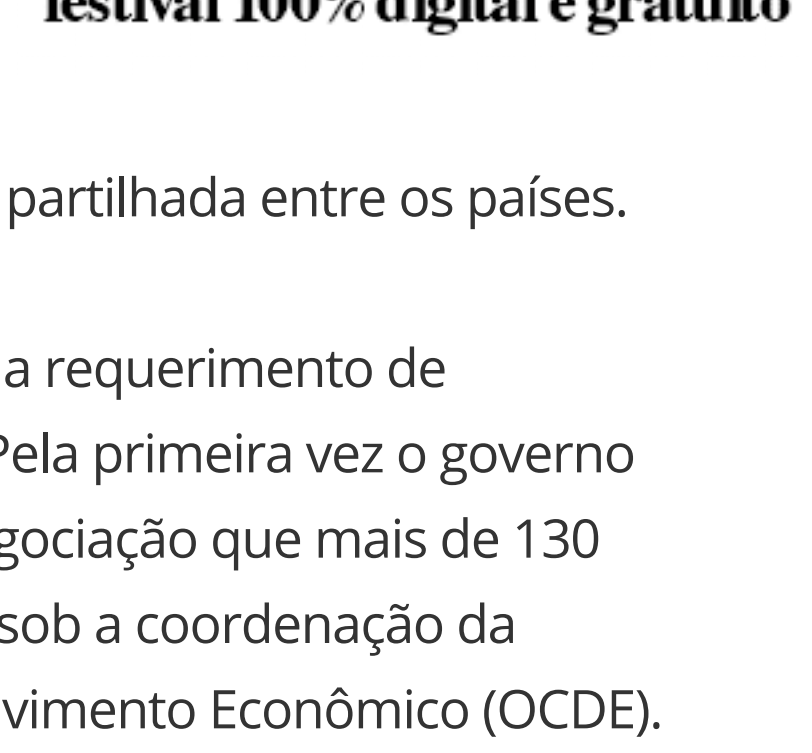 festival 100% digital e gratuito
partilhada entre os países.
a requerimento de
Pela primeira vez o governo
gociação que mais de 130
sob a coordenação da
vimento Econômico (OCDE).